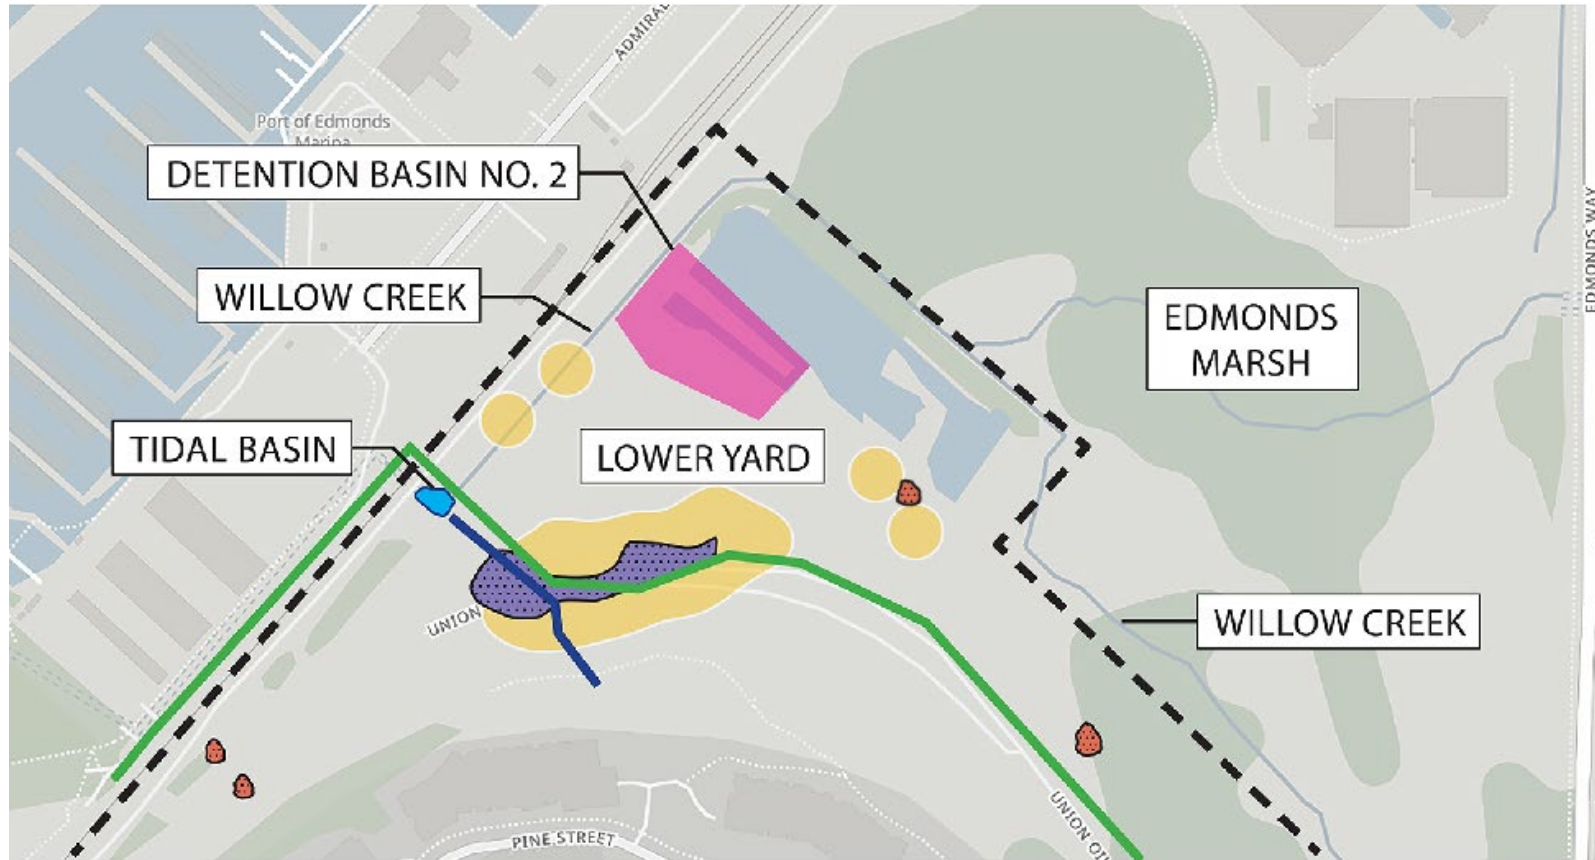 ADMIRAL
Port of Edmonds
Marina
DETENTION BASIN NO. 2
EDMONDS WAY
WILLOW CREEK
EDMONDS
MARSH
TIDAL BASIN
LOWER YARD
UNION
WILLOW CREEK
UNION OI
PINE STREET